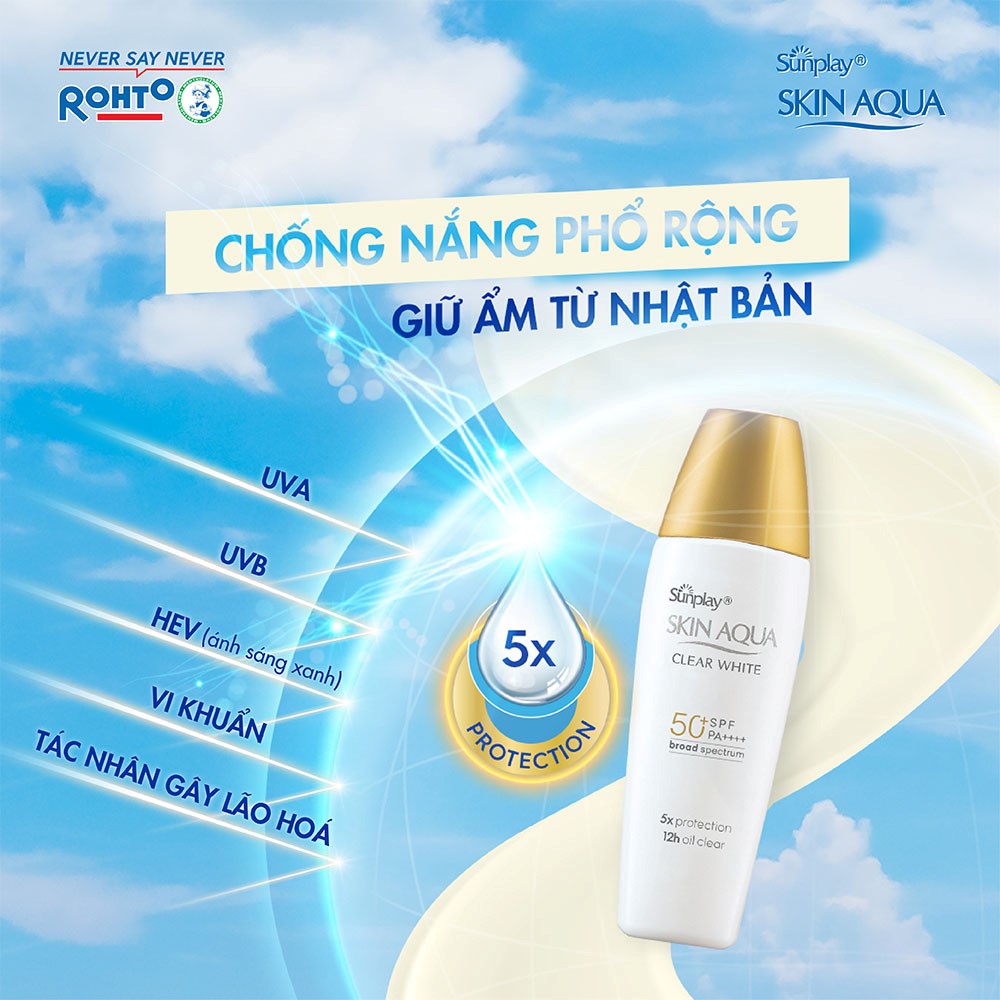 NEVER SAY NEVER
ROHTO
Sunplay®
SKIN AQUA
CHỐNG NẮNG PHỔ RỘNG
GIỮ ẨM TỪ NHẬT BẢN
UVA
UVB
HEV (ánh sáng xanh)
VI KHUẨN
TÁC NHÂN GÂY LÃO HOÁ
5x
PROTECTION
Sunplay®
SKIN AQUA
CLEAR WHITE
50+ SPF
PA++++
broad spectrum
5x protection
12h oil clear